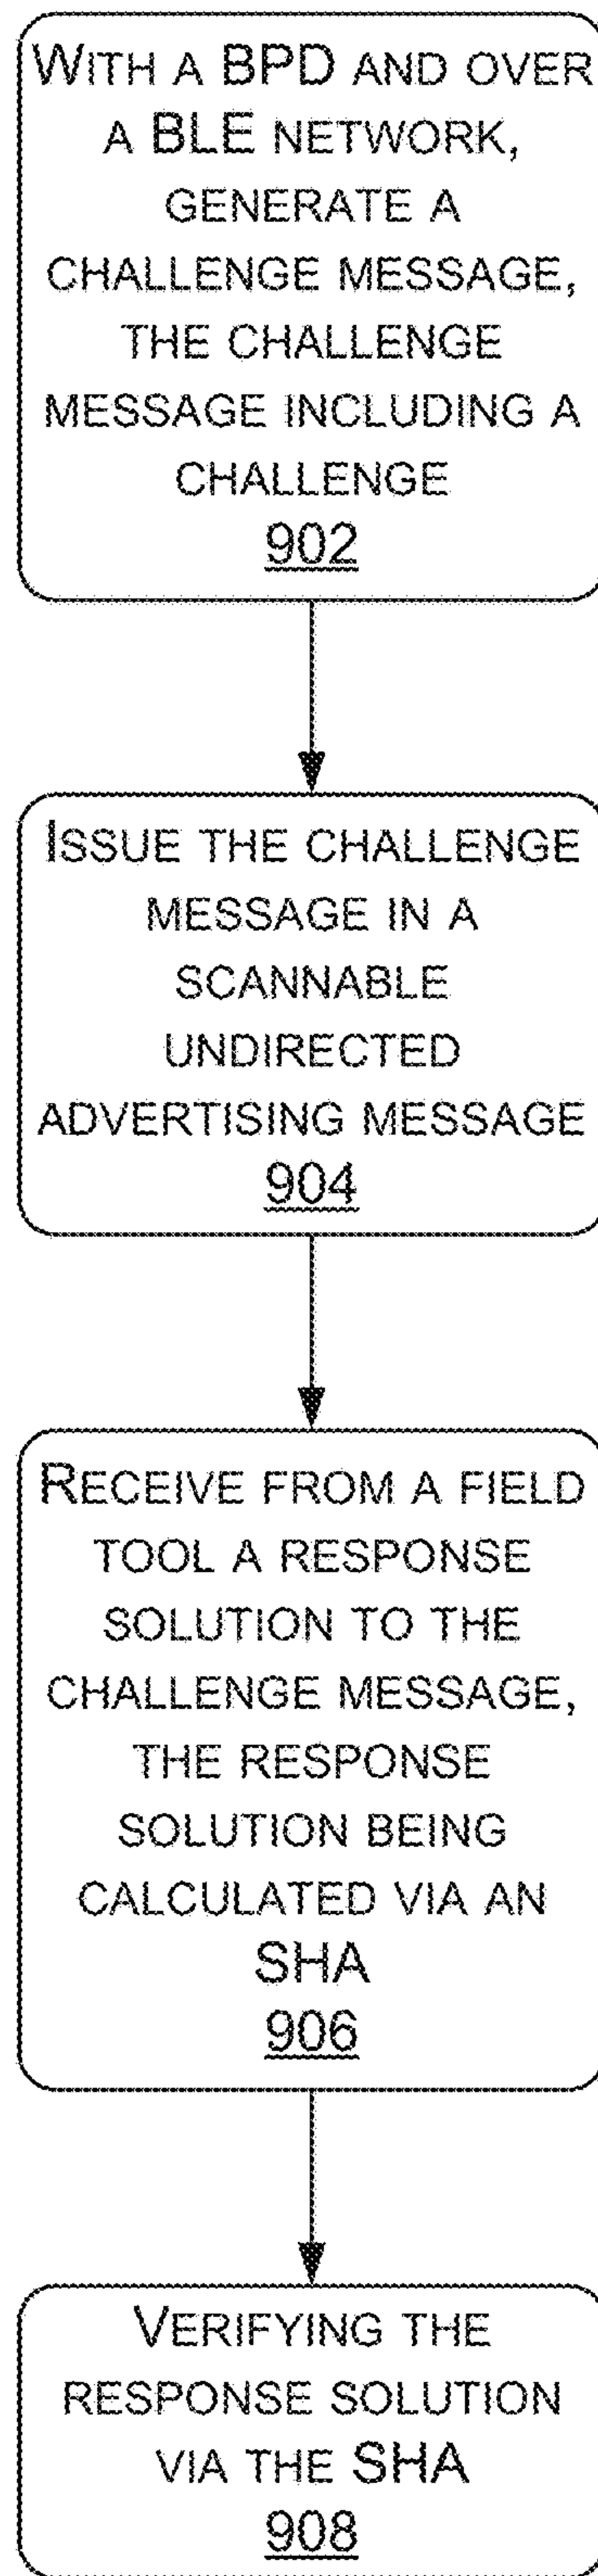 WITH A BPD AND OVER
A BLE NETWORK,
GENERATE A
CHALLENGE MESSAGE,
THE CHALLENGE
MESSAGE INCLUDING A
CHALLENGE
902
ISSUE THE CHALLENGE
MESSAGE IN A
SCANNABLE
UNDIRECTED
ADVERTISING MESSAGE
904
RECEIVE FROM A FIELD
TOOL A RESPONSE
SOLUTION TO THE
CHALLENGE MESSAGE,
THE RESPONSE
SOLUTION BEING
CALCULATED VIA AN
SHA
906
VERIFYING THE
RESPONSE SOLUTION
VIA THE SHA
908